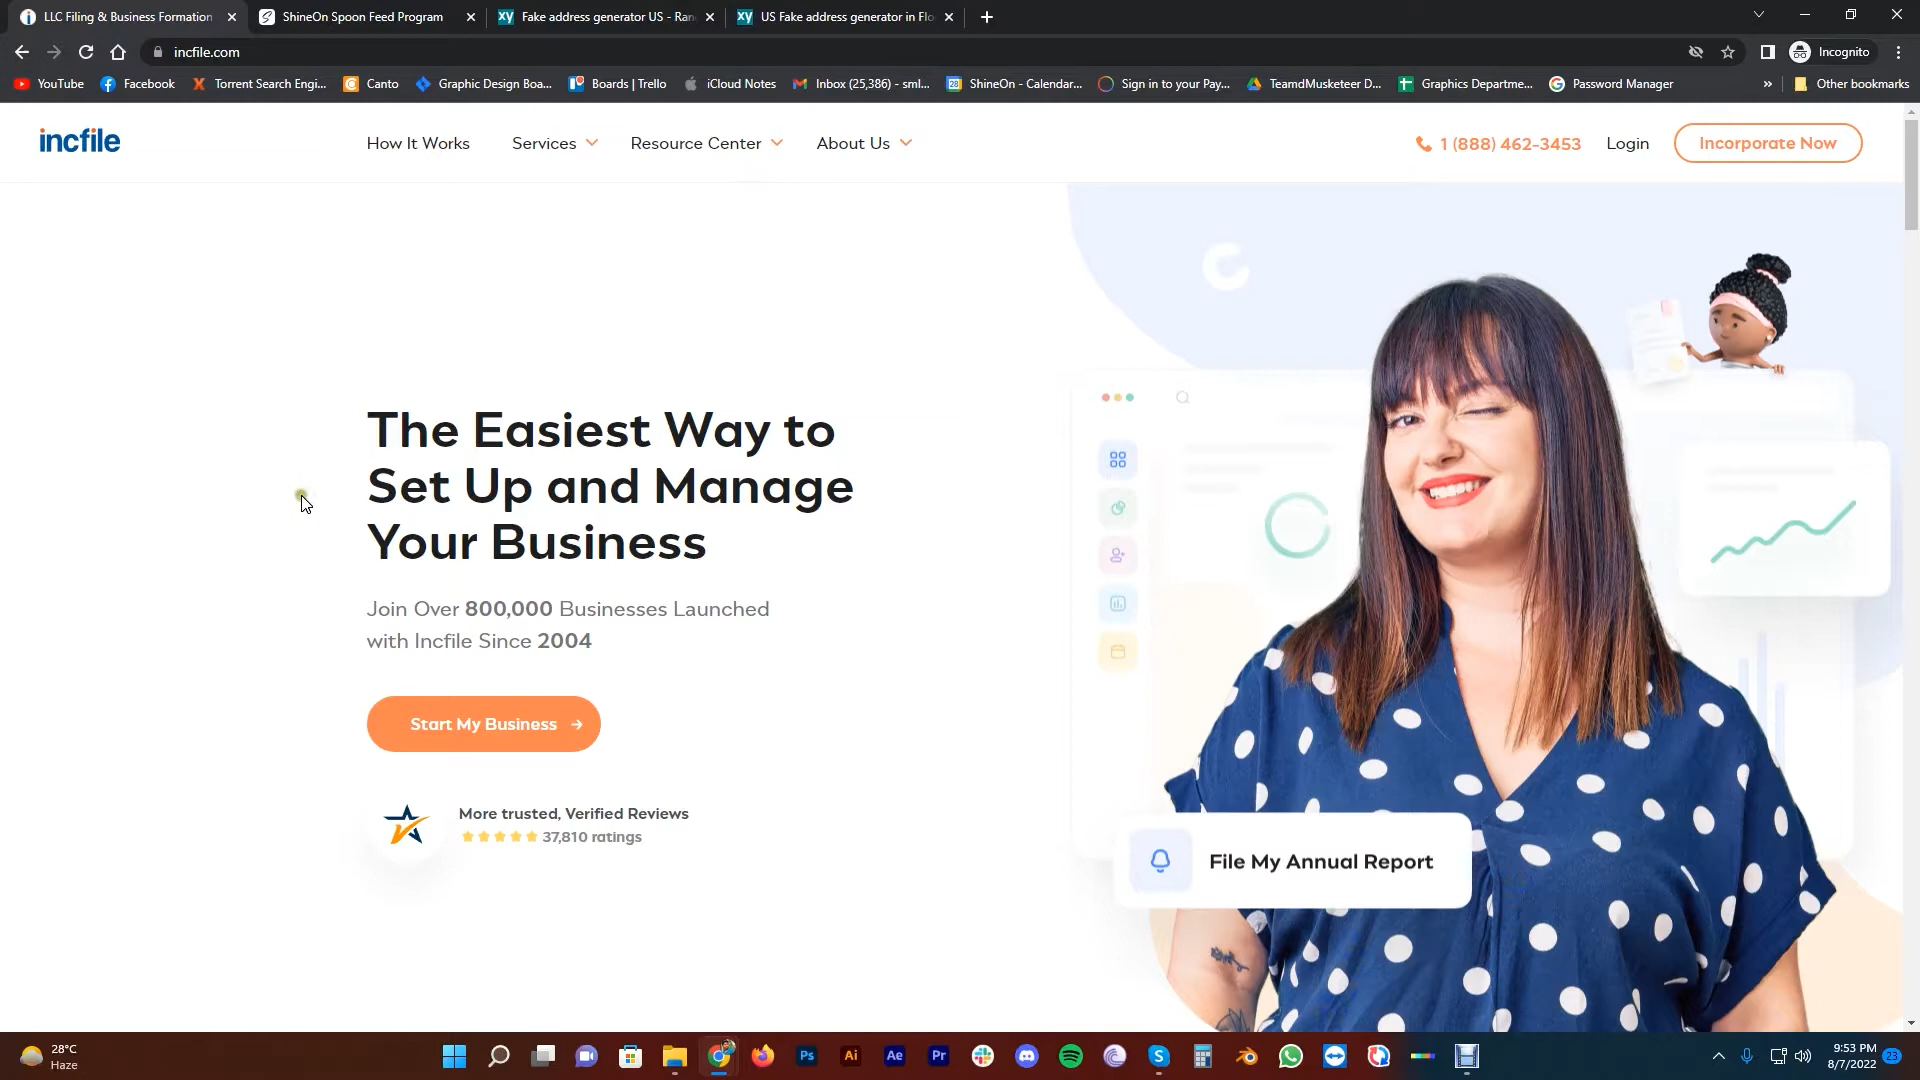 LLC Filing & Business Formation
ShineOn Spoon Feed Program
Fake address generator US - Ran
US Fake address generator in Flo
incfile.com
Incognito
YouTube
Facebook
Torrent Search Engi...
Canto
Graphic Design Boa...
Boards | Trello
iCloud Notes
Inbox (25,386) - sml...
ShineOn - Calendar...
Sign in to your Pay...
TeamdMusketeer D...
Graphics Departme...
Password Manager
»
Other bookmarks
incfile
How It Works
Services
Resource Center
About Us
1 (888) 462-3453
Login
Incorporate Now
The Easiest Way to
Set Up and Manage
Your Business
Join Over 800,000 Businesses Launched
with Incfile Since 2004
Start My Business →
More trusted, Verified Reviews
37,810 ratings
File My Annual Report
28°C
Haze
Ps
Ai
Ae
Pr
9:53 PM
8/7/2022
23